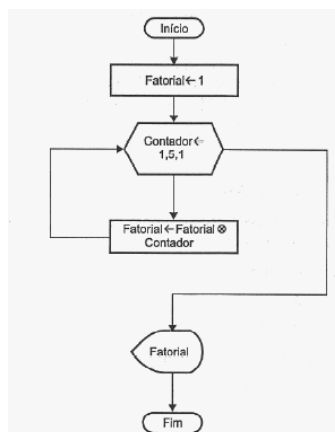 Início
Fatorial ← 1
Contador ←
1,5,1
Fatorial ← Fatorial ⊗
Contador
Fatorial
Fim